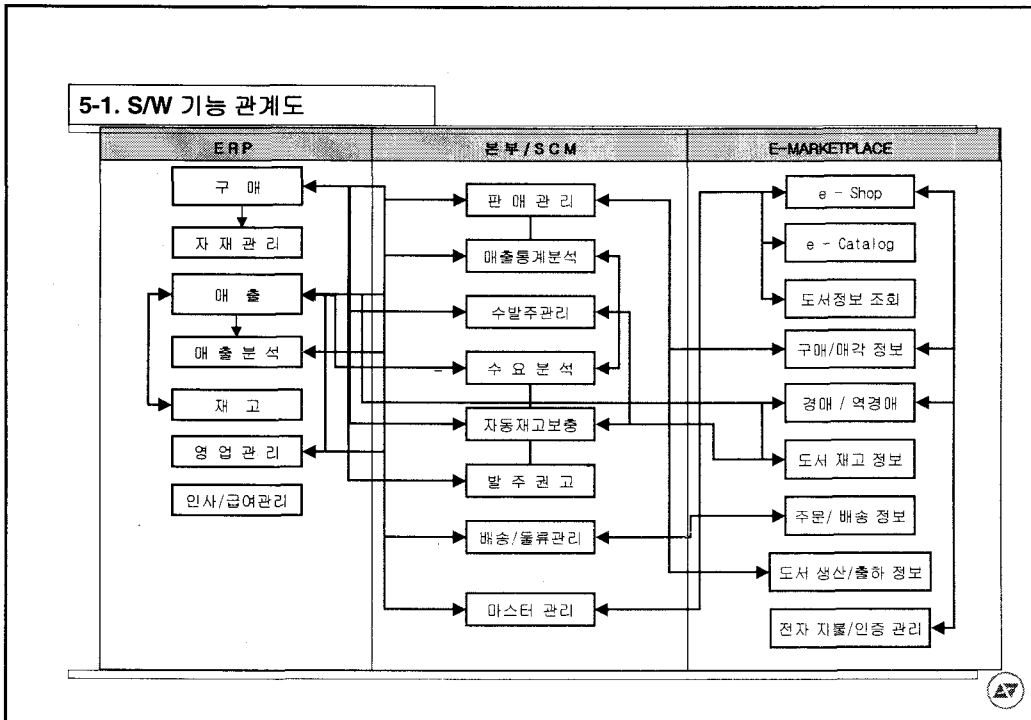 5-1. S/W 기능 관계도
ERP
본부/SCM
E-MARKETPLACE
구 매
자 재 관 리
매 출
매 출 분 석
재 고
영 업 관 리
인사/급여관리
판 매 관 리
매출통계분석
수발주관리
수 요 분 석
자동재고보충
발 주 권 고
배송/물류관리
마스터 관리
e - Shop
e - Catalog
도서정보 조회
구매/매각 정보
경매 / 역경매
도서 재고 정보
주문/ 배송 정보
도서 생산/출하 정보
전자 지불/인증 관리